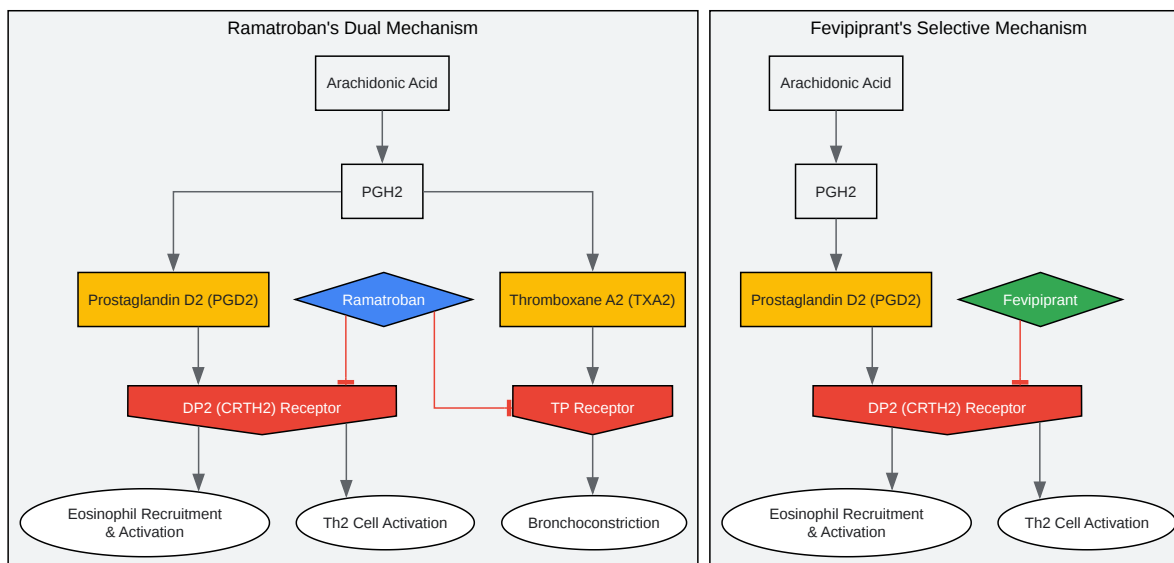 Ramatroban's Dual Mechanism
Arachidonic Acid
PGH2
Prostaglandin D2 (PGD2)
Ramatroban
Thromboxane A2 (TXA2)
DP2 (CRTH2) Receptor
TP Receptor
Eosinophil Recruitment
& Activation
Th2 Cell Activation
Bronchoconstriction
Fevipiprant's Selective Mechanism
Arachidonic Acid
PGH2
Prostaglandin D2 (PGD2)
Fevipiprant
DP2 (CRTH2) Receptor
Eosinophil Recruitment
& Activation
Th2 Cell Activation